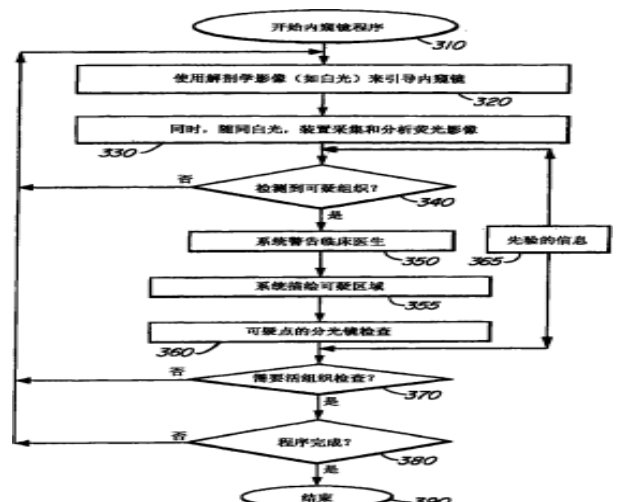 开始内窥镜程序
310
使用解剖学影像（如白光）来引导内窥镜
320
同时，随同白光，装置采集和分析荧光影像
330
否
检测到可疑组织？
340
是
系统警告临床医生
350
先验的信息
365
系统描绘可疑区域
355
可疑点的分光镜检查
360
否
需要活组织检查？
370
是
否
程序完成？
380
是
结束
390